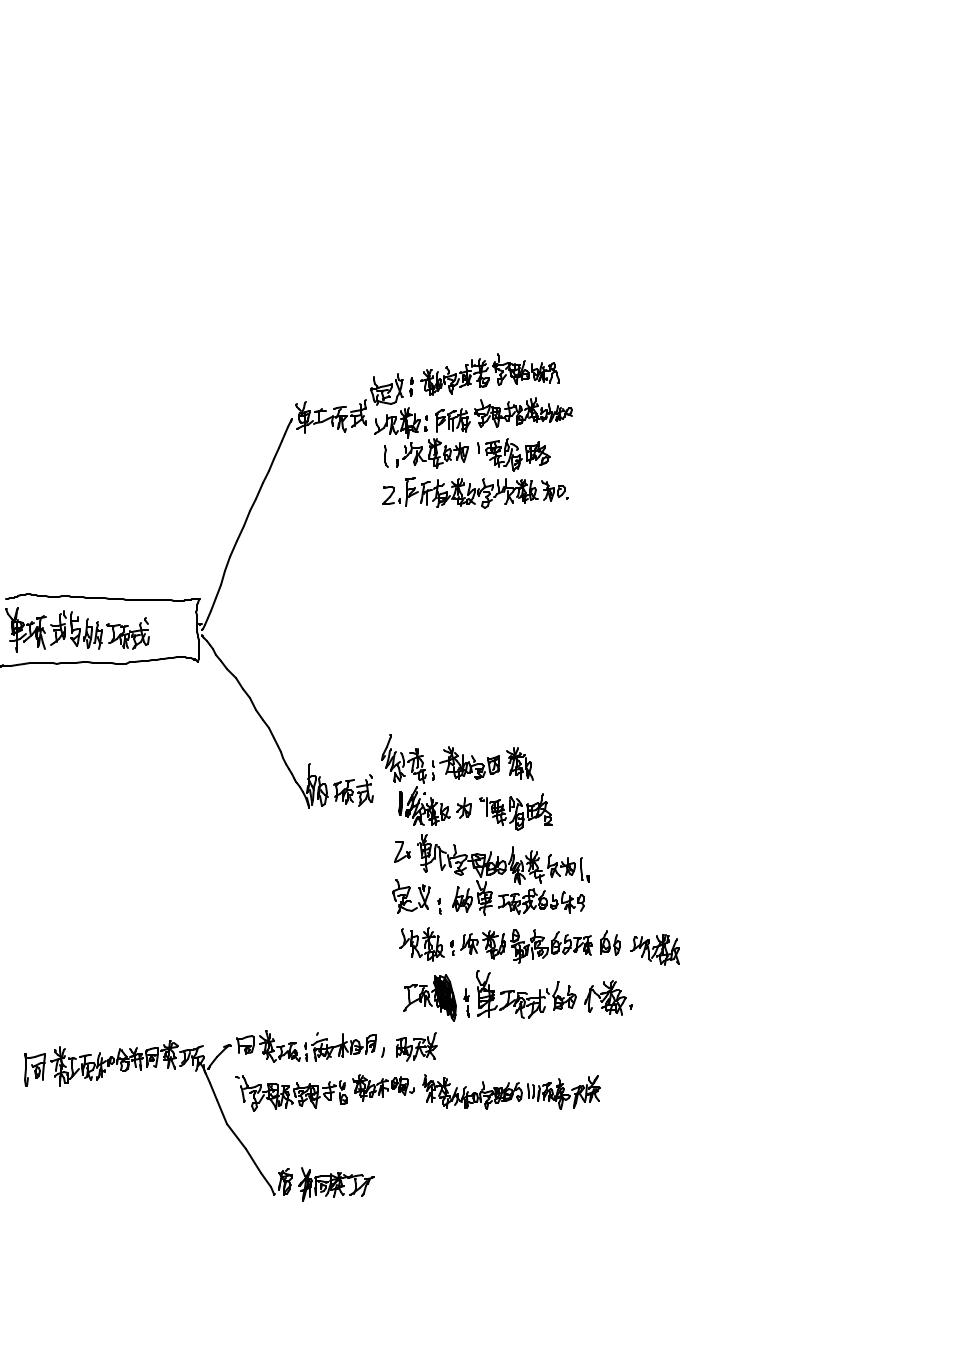 单项式
定义：数字或者字母的积
次数：所有字母指数的和
1.次数为1要省略
2.所有数字次数为0.
单项式与多项式
多项式
系数：数字因数
1.系数为1要省略
2.单个字母的系数为1.
定义：的单项式的和
次数：次数最高的项的次数
项：单项式的个数.
同类项和合并同类项
同类项：两相同，两无关
字母及字母指数相同，系数和字母的顺序无关
合并同类项